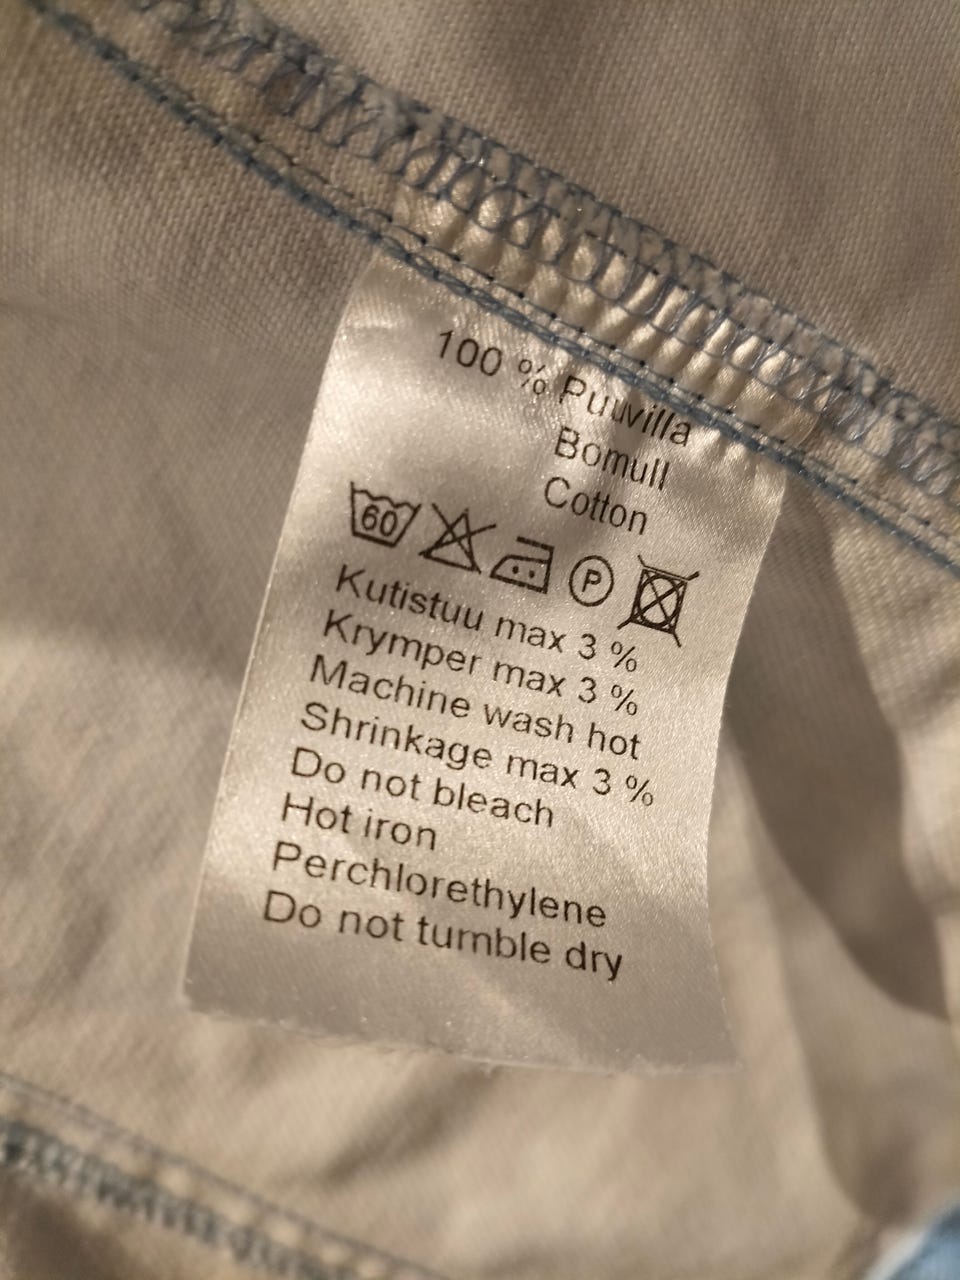 100 % Puuvilla
Bomull
Cotton
60 P
Kutistuu max 3 %
Krymper max 3 %
Machine wash hot
Shrinkage max 3 %
Do not bleach
Hot iron
Perchlorethylene
Do not tumble dry